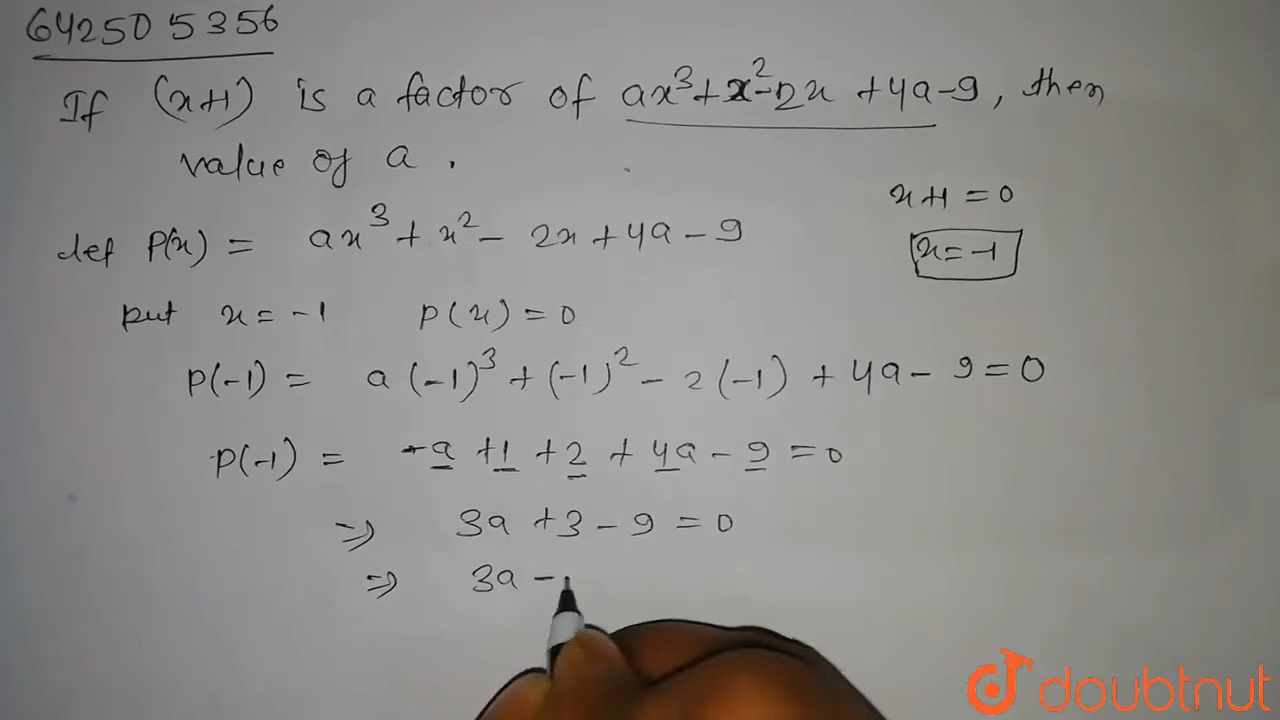 642505356
If (x+1) is a factor of ax³+x²-2x+4a-9, then
value of a.
x+1=0
x=-1
let P(x) = ax³+x²-2x+4a-9
put x=-1 P(x)=0
P(-1) = a(-1)³+(-1)²-2(-1)+4a-9=0
P(-1) = -a+1+2+4a-9=0
⇒ 3a+3-9=0
⇒ 3a-
doubtnut